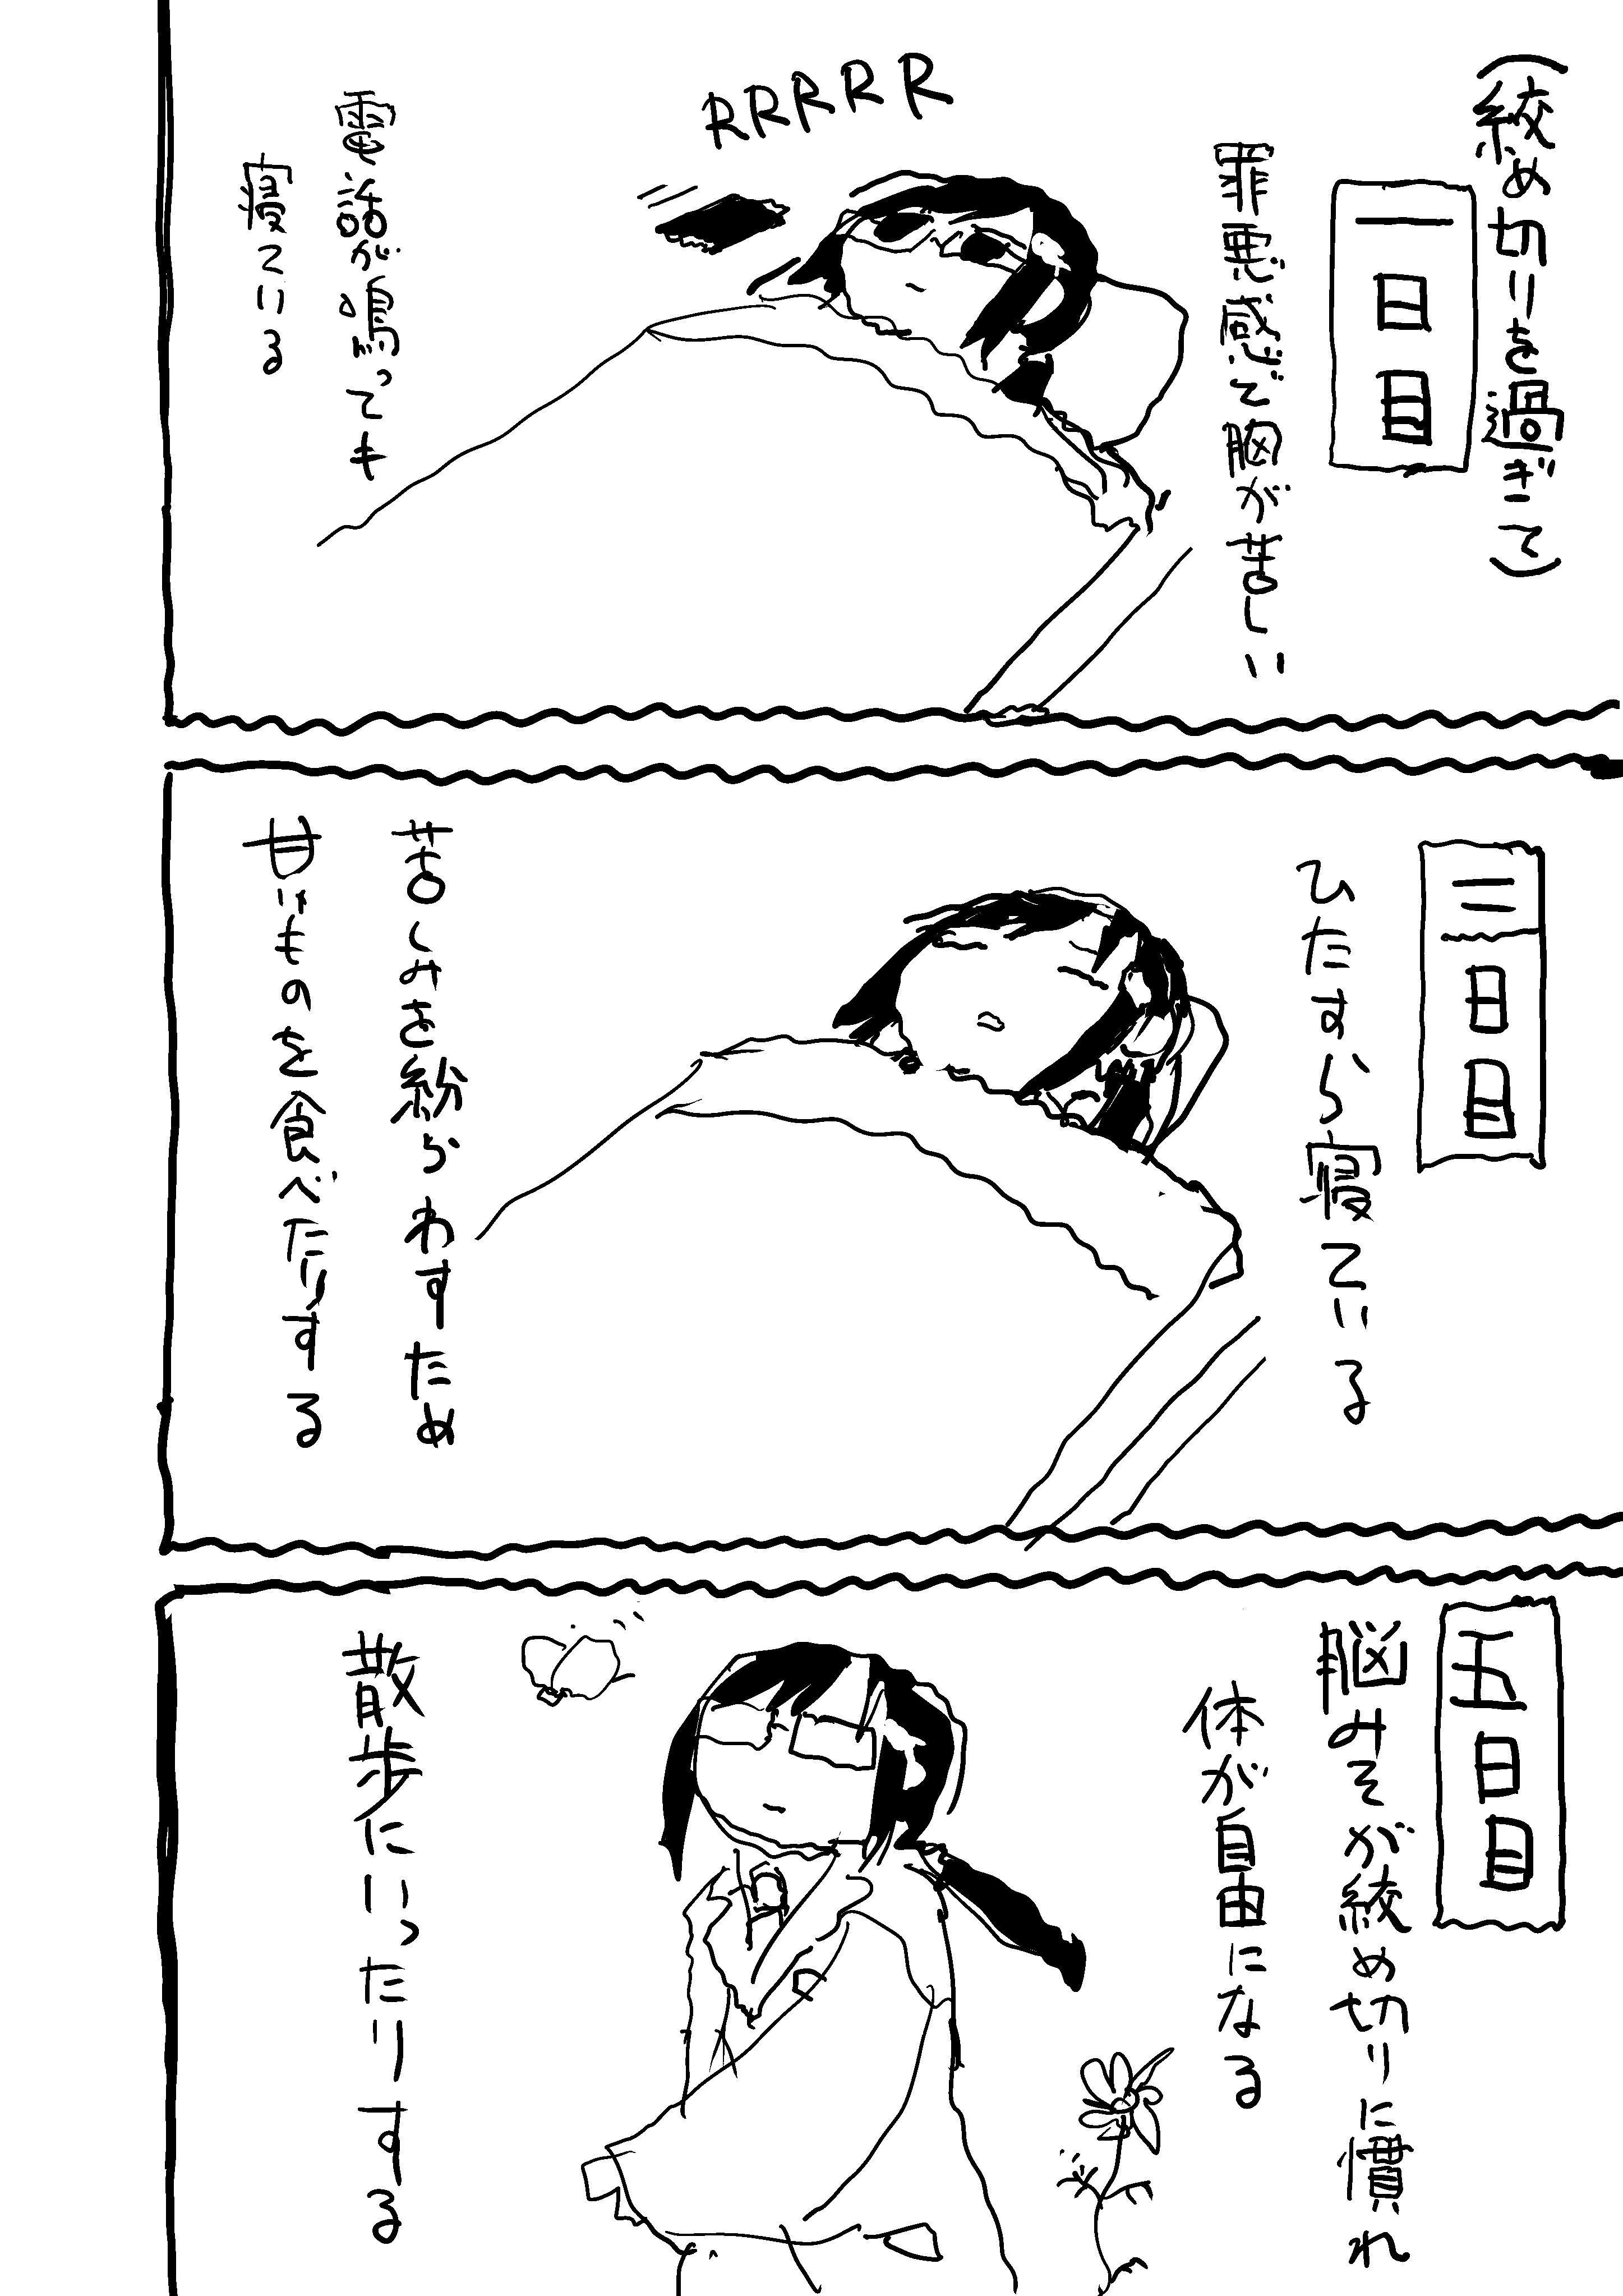 (絞め切りを過ぎて)
一日目
罪悪感で胸が苦しい
RRRRR
電話が鳴っても
寝ている
三日目
ひたすら寝ている
苦しみを紛らわすため
甘いものを食べたりする
五日目
脳みそが絞め切りに慣れ
体が自由になる
散歩にいったりする